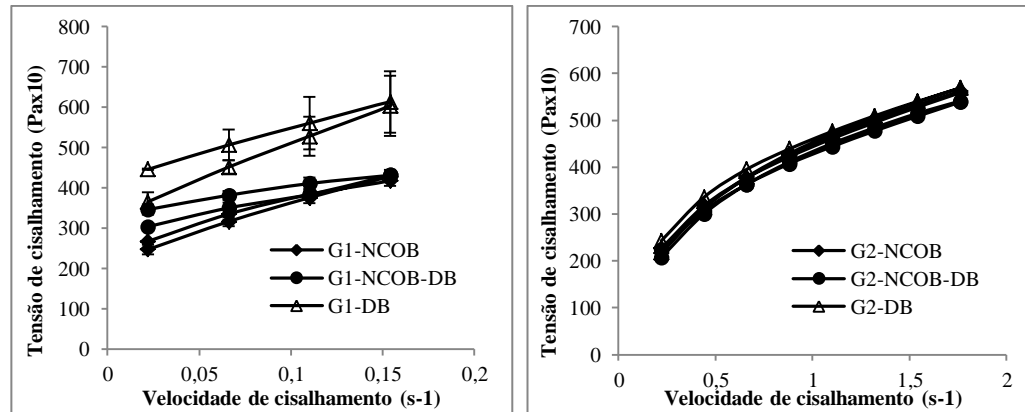 Tensão de cisalhamento (Pax10)
800
700
600
500
400
300
200
100
0
G1-NCOB
G1-NCOB-DB
G1-DB
0
0,05
0,1
0,15
0,2
Velocidade de cisalhamento (s-1)
Tensão de cisalhamento (Pax10)
700
600
500
400
300
200
100
0
G2-NCOB
G2-NCOB-DB
G2-DB
0
0,5
1
1,5
2
Velocidade de cisalhamento (s-1)